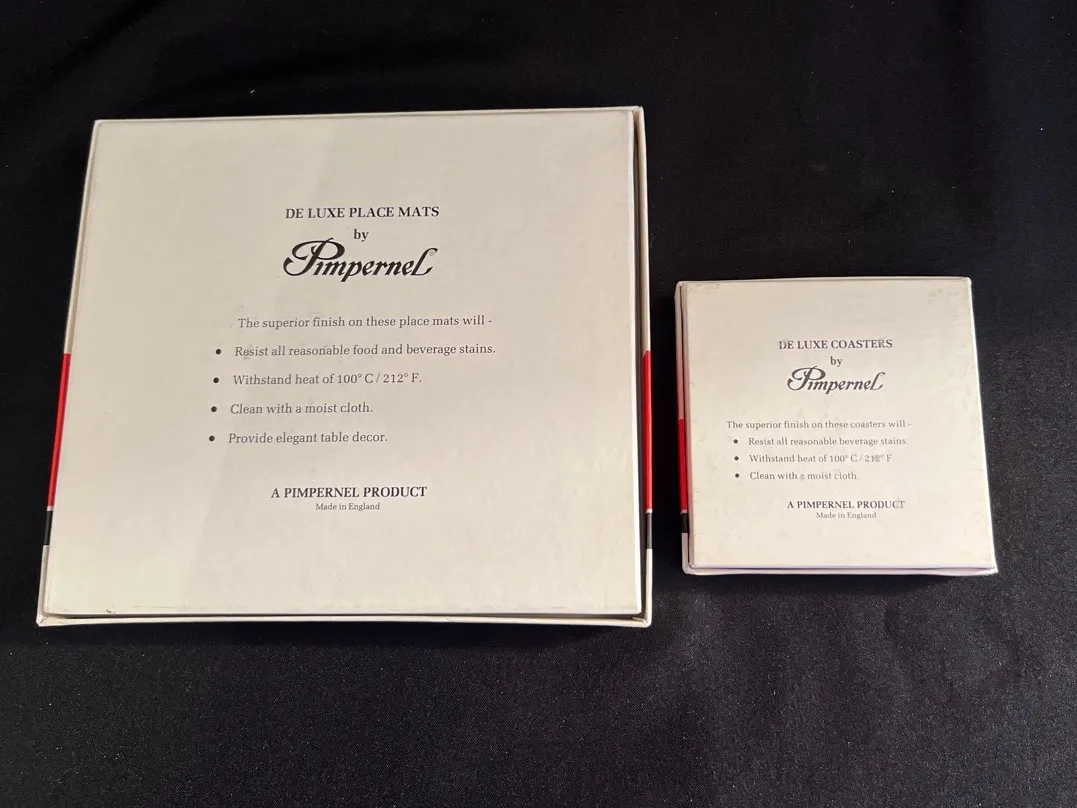 DE LUXE PLACE MATS
by
Pimpernel®
The superior finish on these place mats will -
• Resist all reasonable food and beverage stains.
• Withstand heat of 100° C / 212° F.
• Clean with a moist cloth.
• Provide elegant table decor.
A PIMPERNEL PRODUCT
Made in England
DE LUXE COASTERS
by
Pimpernel
The superior finish on these coasters will -
• Resist all reasonable beverage stains.
• Withstand heat of 100° C / 212° F.
• Clean with a moist cloth.
A PIMPERNEL PRODUCT
Made in England